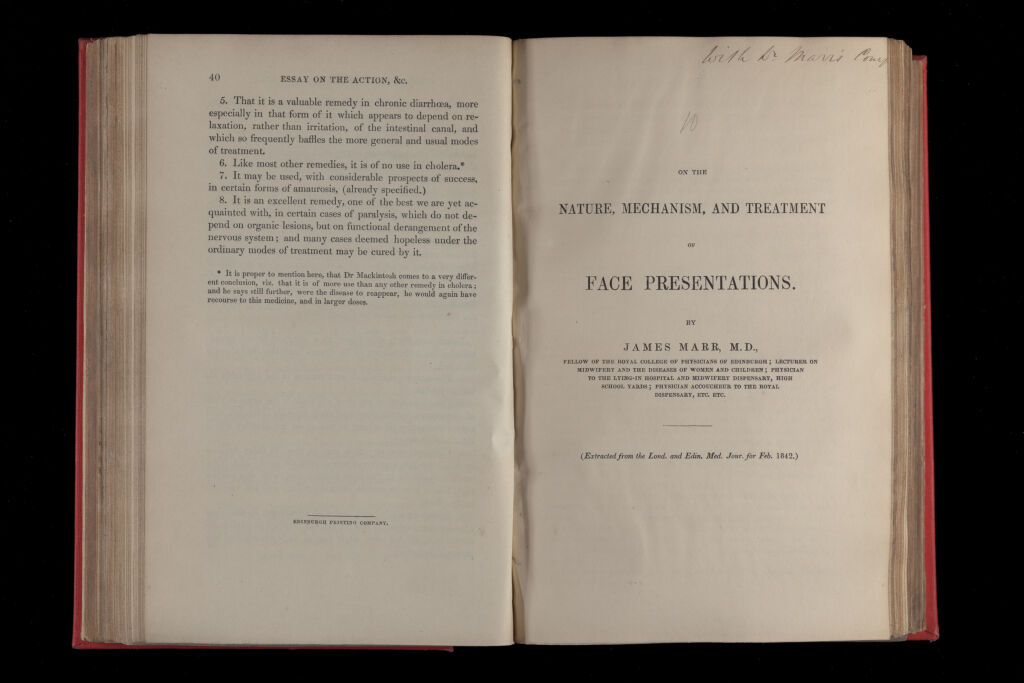 40 ESSAY ON THE ACTION, &c.
5. That it is a valuable remedy in chronic diarrhœa, more
especially in that form of it which appears to depend on re-
laxation, rather than irritation, of the intestinal canal, and
which so frequently baffles the more general and usual modes
of treatment.
6. Like most other remedies, it is of no use in cholera.*
7. It may be used, with considerable prospects of success,
in certain forms of amaurosis, (already specified.)
8. It is an excellent remedy, one of the best we are yet ac-
quainted with, in certain cases of paralysis, which do not de-
pend on organic lesions, but on functional derangement of the
nervous system; and many cases deemed hopeless under the
ordinary modes of treatment may be cured by it.
* It is proper to mention here, that Dr Mackintosh comes to a very differ-
ent conclusion, viz. that it is of more use than any other remedy in cholera;
and he says still further, were the disease to reappear, he would again have
recourse to this medicine, and in larger doses.
EDINBURGH PRINTING COMPANY.
With Dr Marr's Comp
10
ON THE
NATURE, MECHANISM, AND TREATMENT
OF
FACE PRESENTATIONS.
BY
JAMES MARR, M.D.,
FELLOW OF THE ROYAL COLLEGE OF PHYSICIANS OF EDINBURGH; LECTURER ON
MIDWIFERY AND THE DISEASES OF WOMEN AND CHILDREN; PHYSICIAN
TO THE LYING-IN HOSPITAL AND MIDWIFERY DISPENSARY, HIGH
SCHOOL YARDS; PHYSICIAN ACCOUCHEUR TO THE ROYAL
DISPENSARY, ETC. ETC.
(Extracted from the Lond. and Edin. Med. Jour. for Feb. 1842.)